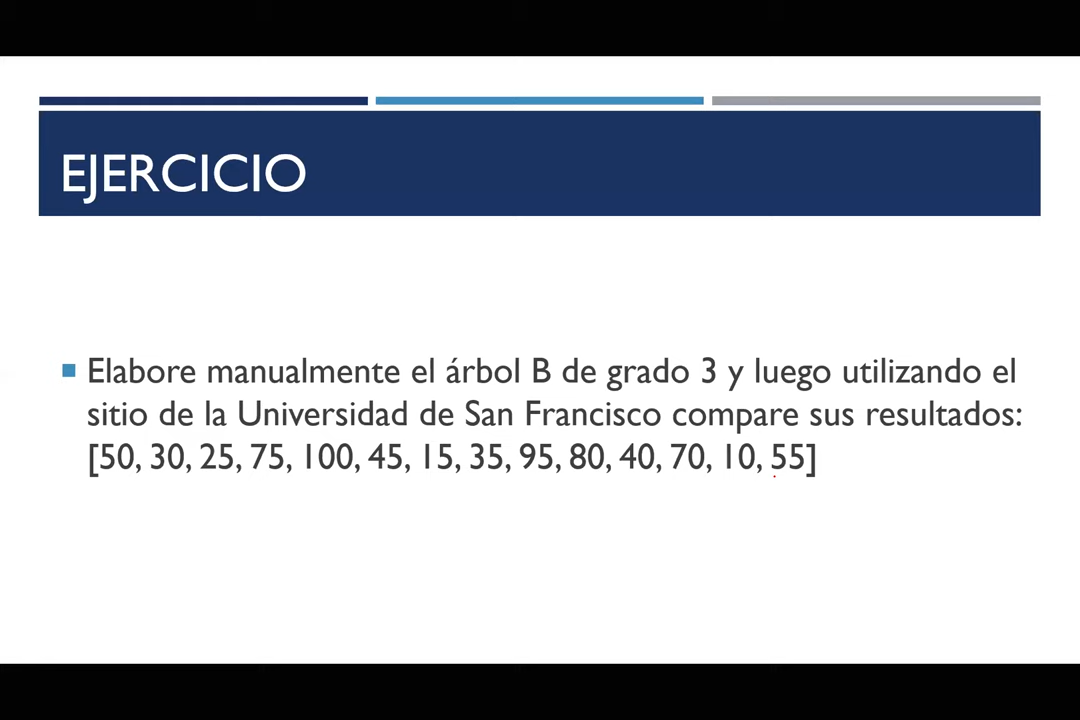 EJERCICIO
Elabore manualmente el árbol B de grado 3 y luego utilizando el
sitio de la Universidad de San Francisco compare sus resultados:
[50, 30, 25, 75, 100, 45, 15, 35, 95, 80, 40, 70, 10, 55]